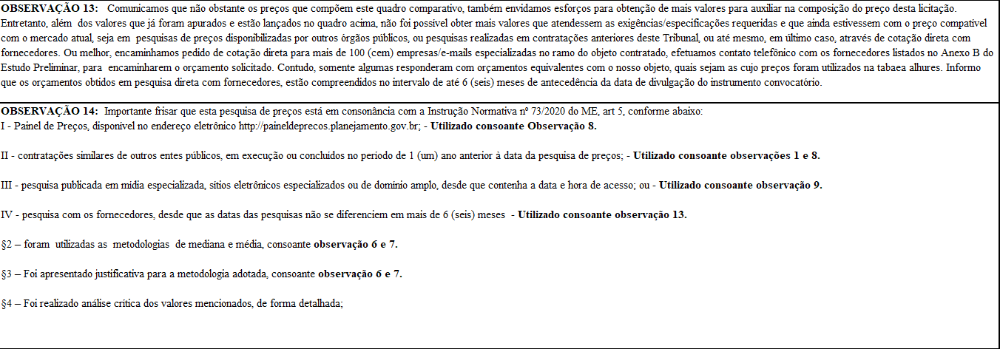 OBSERVAÇÃO 13: Comunicamos que não obstante os preços que compõem este quadro comparativo, também envidamos esforços para obtenção de mais valores para auxiliar na composição do preço desta licitação.
Entretanto, além dos valores que já foram apurados e estão lançados no quadro acima, não foi possível obter mais valores que atendessem as exigências/especificações requeridas e que ainda estivessem com o preço compatível
com o mercado atual, seja em pesquisas de preços disponibilizadas por outros órgãos públicos, ou pesquisas realizadas em contratações anteriores deste Tribunal, ou até mesmo, em último caso, através de cotação direta com
fornecedores. Ou melhor, encaminhamos pedido de cotação direta para mais de 100 (cem) empresas/e-mails especializadas no ramo do objeto contratado, efetuamos contato telefônico com os fornecedores listados no Anexo B do
Estudo Preliminar, para encaminharem o orçamento solicitado. Contudo, somente algumas responderam com orçamentos equivalentes com o nosso objeto, quais sejam as cujo preços foram utilizados na tabaea alhures. Informo
que os orçamentos obtidos em pesquisa direta com fornecedores, estão compreendidos no intervalo de até 6 (seis) meses de antecedência da data de divulgação do instrumento convocatório.
OBSERVAÇÃO 14: Importante frisar que esta pesquisa de preços está em consonância com a Instrução Normativa nº 73/2020 do ME, art 5, conforme abaixo:
I - Painel de Preços, disponível no endereço eletrônico http://paineldeprecos.planejamento.gov.br; - Utilizado consoante Observação 8.
II - contratações similares de outros entes públicos, em execução ou concluídos no período de 1 (um) ano anterior à data da pesquisa de preços; - Utilizado consoante observações 1 e 8.
III - pesquisa publicada em mídia especializada, sítios eletrônicos especializados ou de domínio amplo, desde que contenha a data e hora de acesso; ou - Utilizado consoante observação 9.
IV - pesquisa com os fornecedores, desde que as datas das pesquisas não se diferenciem em mais de 6 (seis) meses - Utilizado consoante observação 13.
§2 – foram utilizadas as metodologias de mediana e média, consoante observação 6 e 7.
§3 – Foi apresentado justificativa para a metodologia adotada, consoante observação 6 e 7.
§4 – Foi realizado análise crítica dos valores mencionados, de forma detalhada;